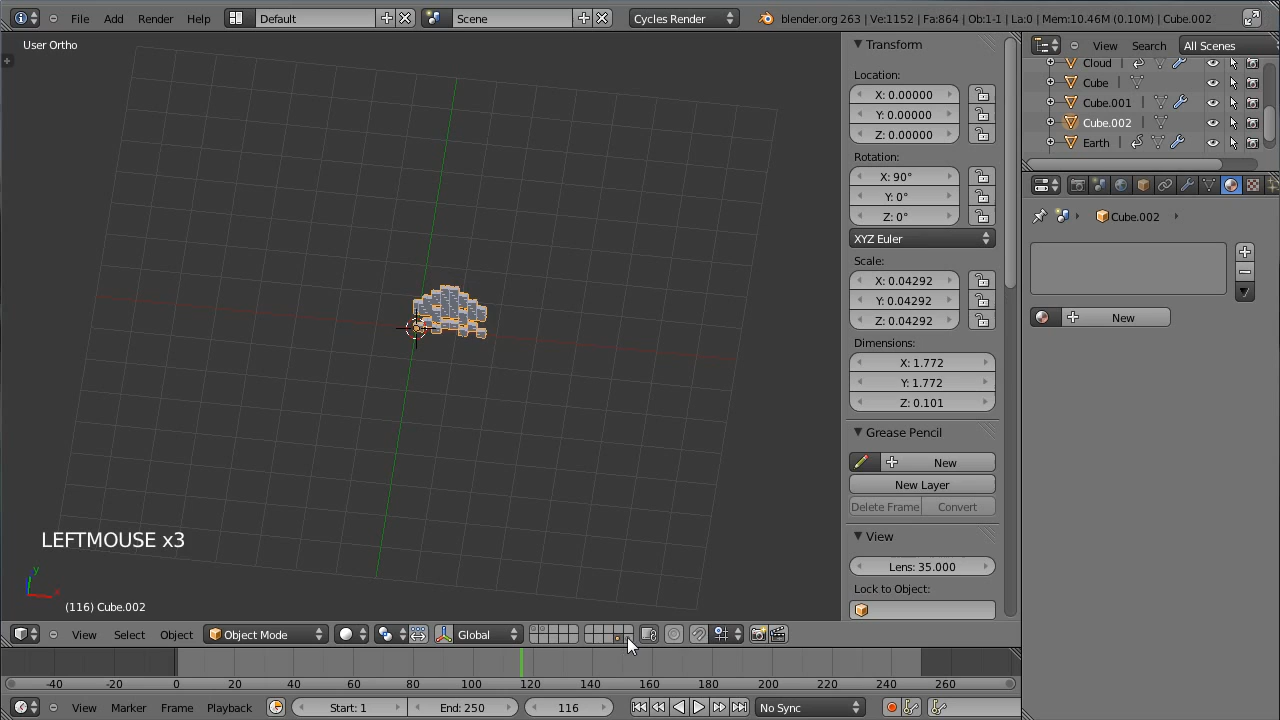 File Add Render Help Default Scene Cycles Render blender.org 263 | Ve:1152 | Fa:864 | Ob:1-1 | La:0 | Mem:10.46M (0.10M) | Cube.002
User Ortho
Transform
Location:
X: 0.00000
Y: 0.00000
Z: 0.00000
Rotation:
X: 90°
Y: 0°
Z: 0°
XYZ Euler
Scale:
X: 0.04292
Y: 0.04292
Z: 0.04292
Dimensions:
X: 1.772
Y: 1.772
Z: 0.101
Grease Pencil
New
New Layer
Delete Frame Convert
View
Lens: 35.000
Lock to Object:
View Search All Scenes
Cloud
Cube
Cube.001
Cube.002
Earth
Cube.002
New
LEFTMOUSE x3
y
x
(116) Cube.002
View Select Object Object Mode Global
-40 -20 0 20 40 60 80 100 120 140 160 180 200 220 240 260
View Marker Frame Playback Start: 1 End: 250 116 No Sync